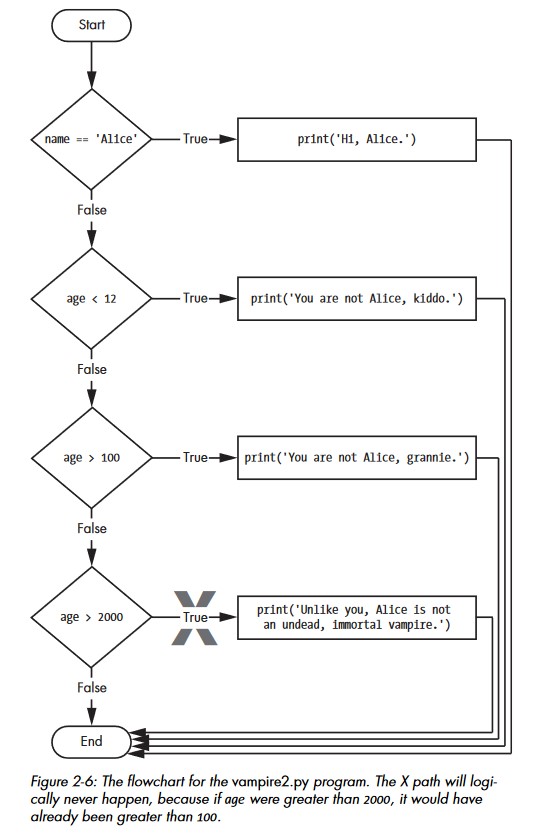 Start
name == 'Alice'
True
print('Hi, Alice.')
False
age < 12
True
print('You are not Alice, kiddo.')
False
age > 100
True
print('You are not Alice, grannie.')
False
age > 2000
X
True
print('Unlike you, Alice is not
an undead, immortal vampire.')
False
End
Figure 2-6: The flowchart for the vampire2.py program. The X path will logi-
cally never happen, because if age were greater than 2000, it would have
already been greater than 100.